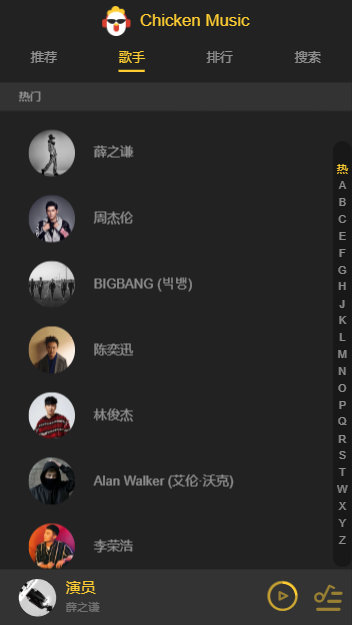 Chicken Music
推荐 歌手 排行 搜索
热门
薛之谦
周杰伦
BIGBANG (빅뱅)
陈奕迅
林俊杰
Alan Walker (艾伦·沃克)
李荣浩
热
A
B
C
E
F
G
H
J
K
L
M
N
O
P
Q
R
S
T
W
X
Y
Z
演员
薛之谦